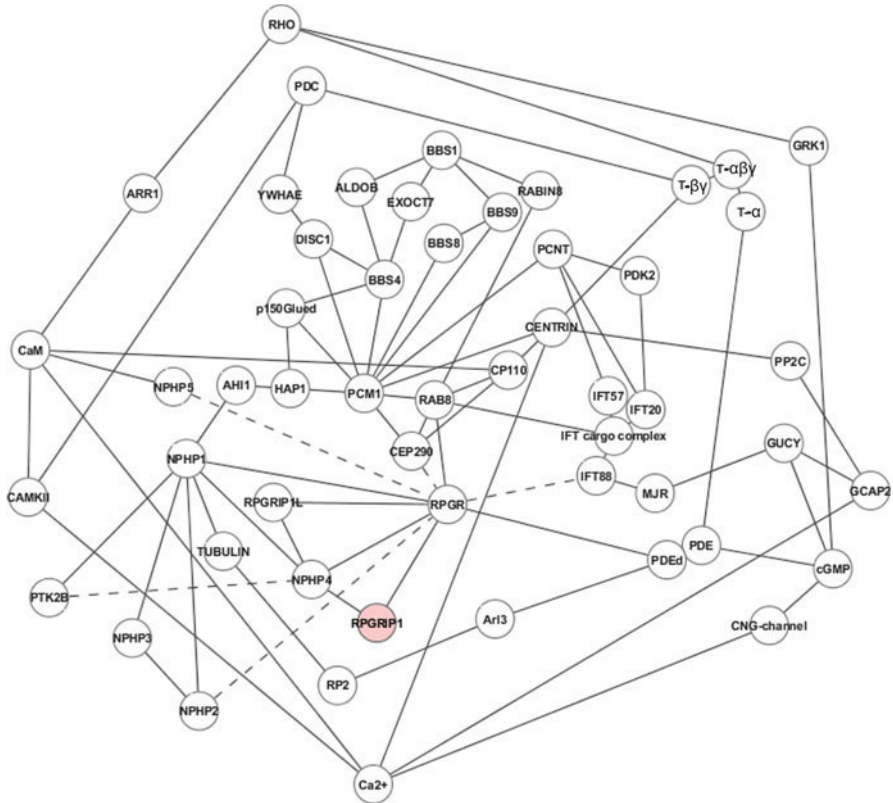 RHO
PDC
GRK1
BBS1
T-αβγ
T-βγ
ARR1
YWHAE
ALDOB
EXOCT7
RABIN8
BBS9
T-α
DISC1
BBS8
PCNT
PDK2
BBS4
p150Glued
CENTRIN
CaM
PP2C
NPHP5
AHI1
HAP1
PCM1
RAB8
CP110
IFT57
IFT20
IFT cargo complex
CEP290
GUCY
NPHP1
IFT88
MJR
GCAP2
CAMKII
RPGRIP1L
RPGR
TUBULIN
PDE
PDEd
cGMP
NPHP4
PTK2B
RPGRIP1
Arl3
CNG-channel
NPHP3
RP2
NPHP2
Ca2+